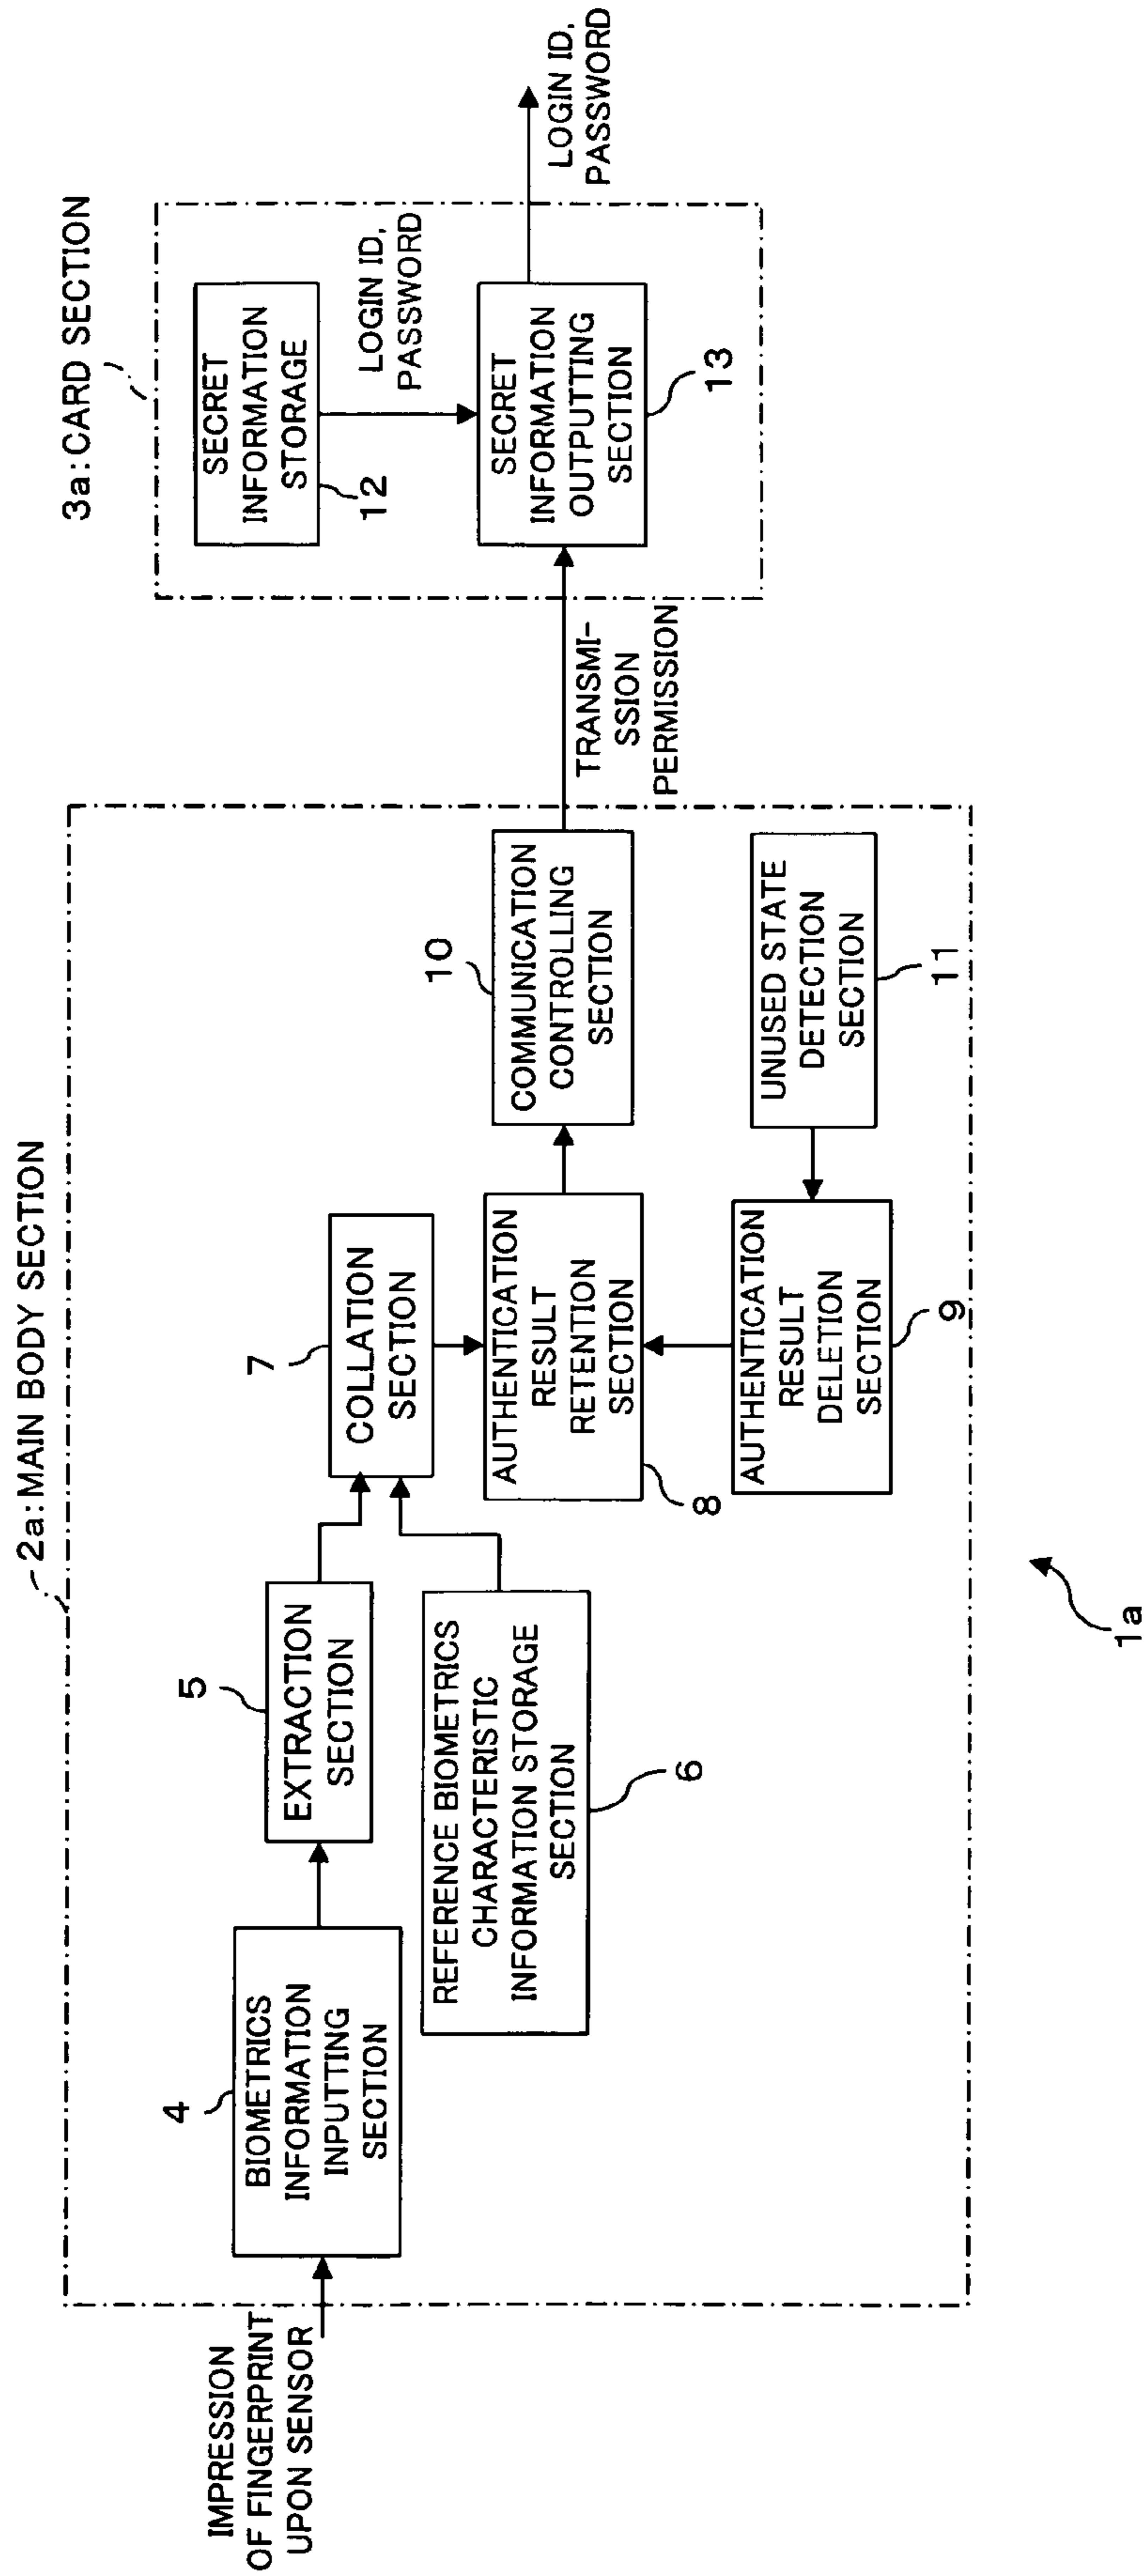 2a:MAIN BODY SECTION
IMPRESSION
OF FINGERPRINT
UPON SENSOR
4
BIOMETRICS
INFORMATION
INPUTTING
SECTION
5
EXTRACTION
SECTION
REFERENCE BIOMETRICS
CHARACTERISTIC
INFORMATION STORAGE
SECTION
6
7
COLLATION
SECTION
AUTHENTICATION
RESULT
RETENTION
SECTION
8
AUTHENTICATION
RESULT
DELETION
SECTION
9
10
COMMUNICATION
CONTROLLING
SECTION
UNUSED STATE
DETECTION
SECTION
11
TRANSMI-
SSION
PERMISSION
3a:CARD SECTION
SECRET
INFORMATION
STORAGE
12
LOGIN ID,
PASSWORD
SECRET
INFORMATION
OUTPUTTING
SECTION
13
LOGIN ID,
PASSWORD
1a